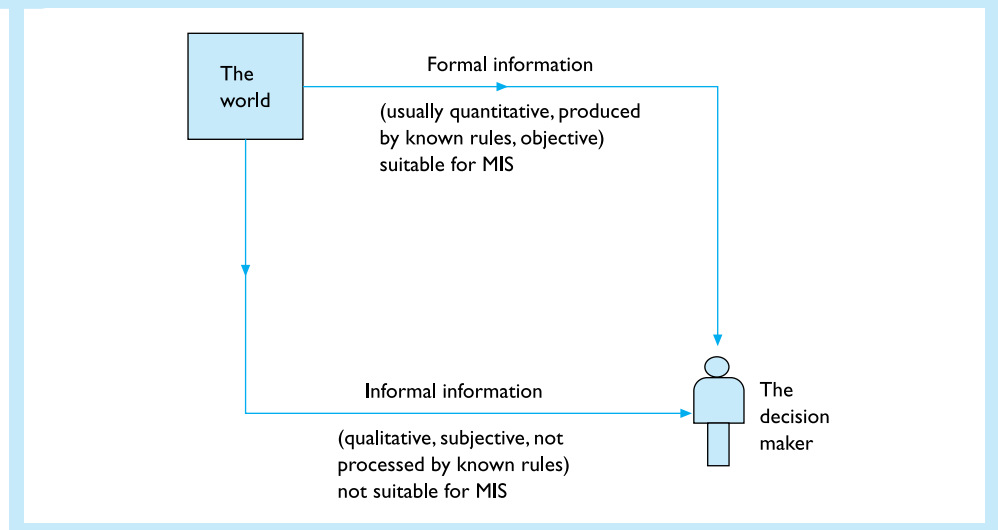 The
world
Formal information
(usually quantitative, produced
by known rules, objective)
suitable for MIS
Informal information
(qualitative, subjective, not
processed by known rules)
not suitable for MIS
The
decision
maker